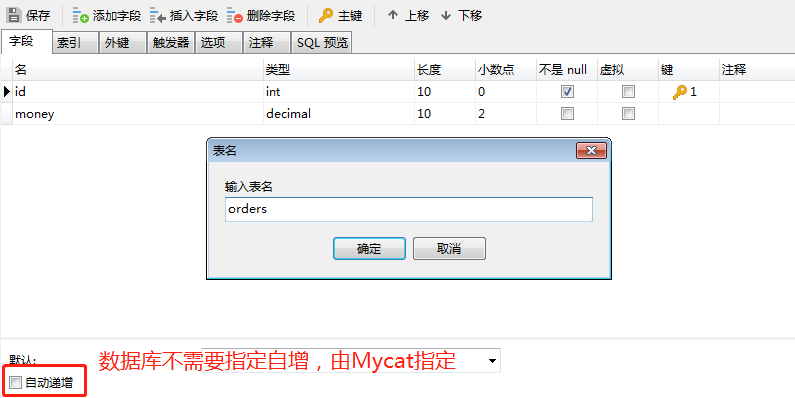 保存 添加字段 插入字段 删除字段 主键 上移 下移
字段 索引 外键 触发器 选项 注释 SQL 预览
名 类型 长度 小数点 不是 null 虚拟 键 注释
id int 10 0 1
money decimal 10 2
表名
输入表名
orders
确定 取消
默认: 数据库不需要指定自增，由Mycat指定
自动递增